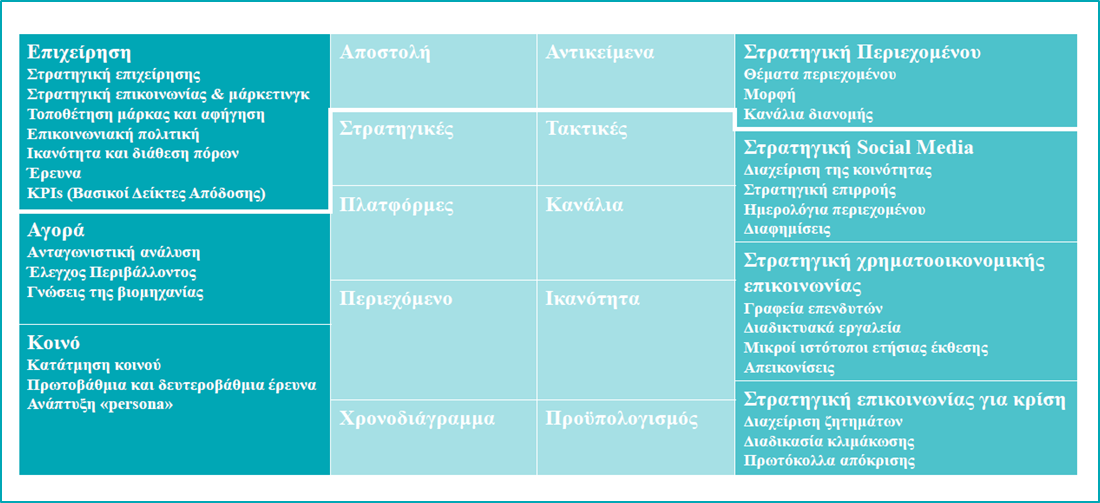 Επιχείρηση
Στρατηγική επιχείρησης
Στρατηγική επικοινωνίας & μάρκετινγκ
Τοποθέτηση μάρκας και αφήγηση
Επικοινωνιακή πολιτική
Ικανότητα και διάθεση πόρων
Έρευνα
KPIs (Βασικοί Δείκτες Απόδοσης)
Αγορά
Ανταγωνιστική ανάλυση
Έλεγχος Περιβάλλοντος
Γνώσεις της βιομηχανίας
Κοινό
Κατάτμηση κοινού
Πρωτοβάθμια και δευτεροβάθμια έρευνα
Ανάπτυξη «persona»
Αποστολή
Αντικείμενα
Στρατηγικές
Τακτικές
Πλατφόρμες
Κανάλια
Περιεχόμενο
Ικανότητα
Χρονοδιάγραμμα
Προϋπολογισμός
Στρατηγική Περιεχομένου
Θέματα περιεχομένου
Μορφή
Κανάλια διανομής
Στρατηγική Social Media
Διαχείριση της κοινότητας
Στρατηγική επιρροής
Ημερολόγια περιεχομένου
Διαφημίσεις
Στρατηγική χρηματοοικονομικής
επικοινωνίας
Γραφεία επενδυτών
Διαδικτυακά εργαλεία
Μικροί ιστότοποι ετήσιας έκθεσης
Απεικονίσεις
Στρατηγική επικοινωνίας για κρίση
Διαχείριση ζητημάτων
Διαδικασία κλιμάκωσης
Πρωτόκολλα απόκρισης